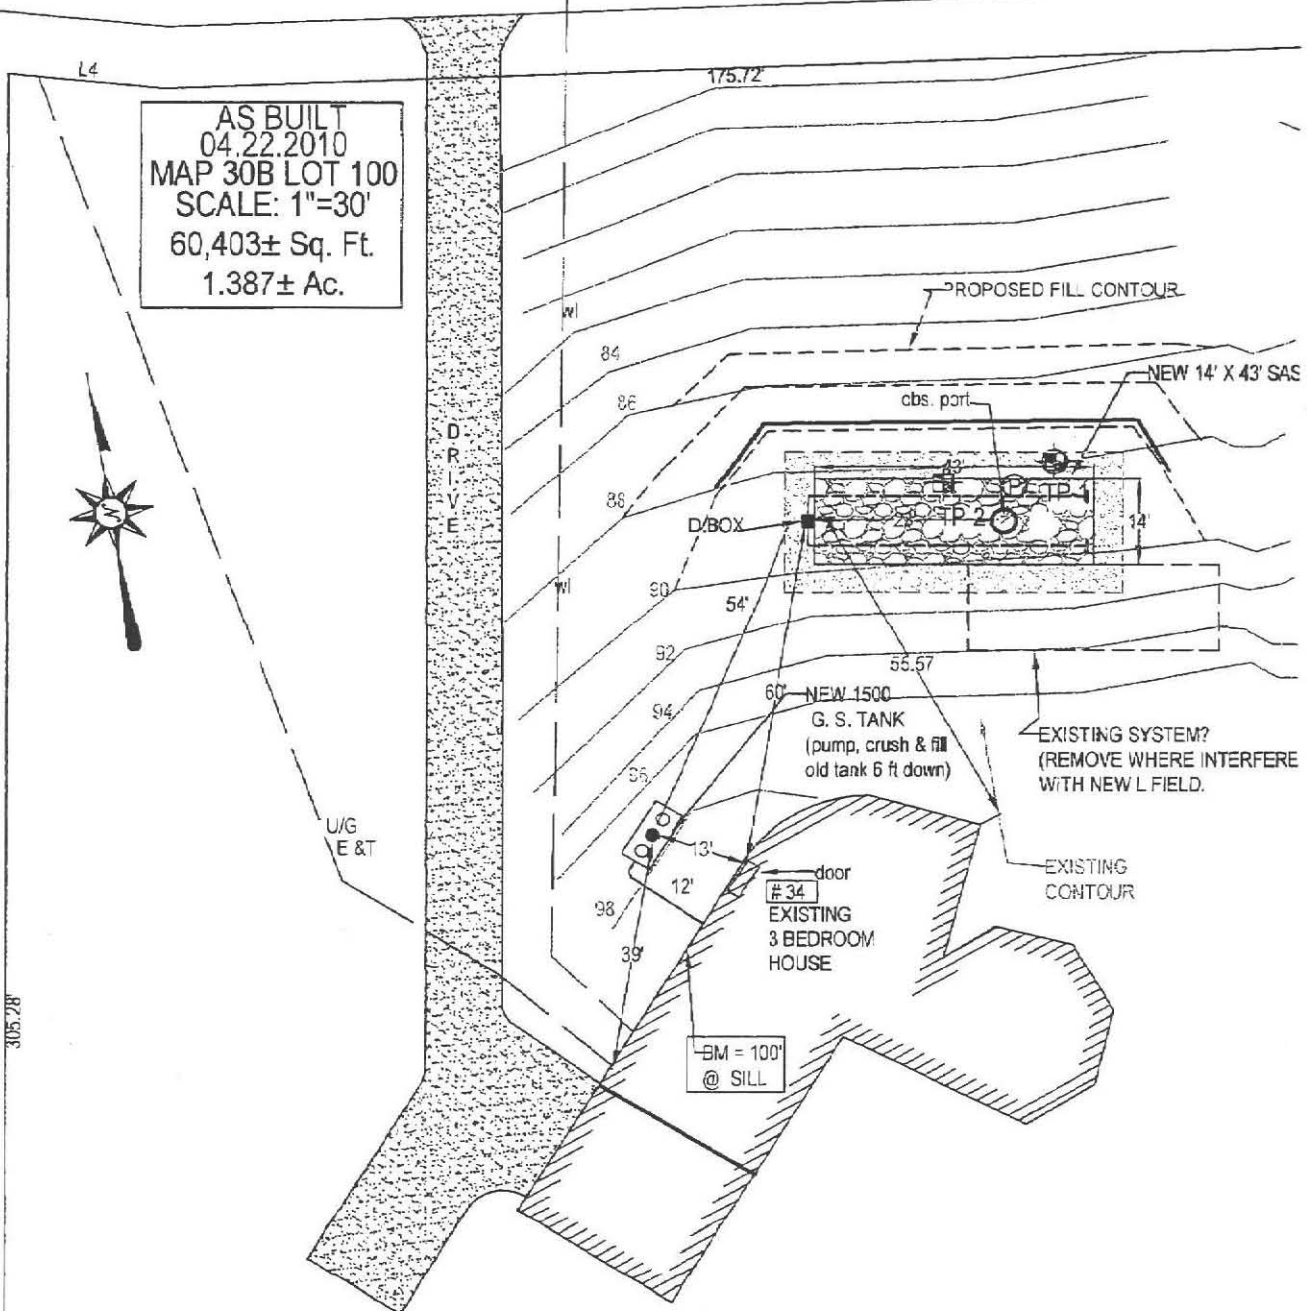 L4
175.72'
AS BUILT
04.22.2010
MAP 30B LOT 100
SCALE: 1"=30'
60,403± Sq. Ft.
1.387± Ac.
PROPOSED FILL CONTOUR
wl
84
NEW 14' X 43' SAS
86
obs. port
DRIVE
43'
88
TP 1
D.BOX
TP 2
14'
wl
90
54'
92
55.57
60'
NEW 1500
G. S. TANK
(pump, crush & fill
old tank 6 ft down)
94
EXISTING SYSTEM?
(REMOVE WHERE INTERFERE
WITH NEW L FIELD.
96
U/G
E &T
13'
door
EXISTING
CONTOUR
12'
# 34
EXISTING
3 BEDROOM
HOUSE
98
39'
305.28'
BM = 100'
@ SILL